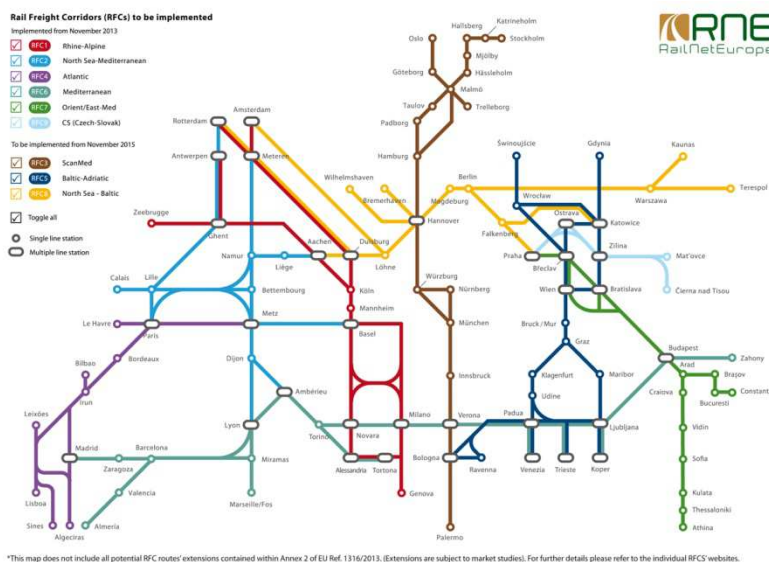 Rail Freight Corridors (RFCs) to be implemented
Implemented from November 2013
RFC1 Rhine-Alpine
RFC2 North Sea-Mediterranean
RFC4 Atlantic
RFC6 Mediterranean
RFC7 Orient/East-Med
RFC9 CS (Czech-Slovak)
To be implemented from November 2015
RFC3 ScanMed
RFC5 Baltic-Adriatic
RFC8 North Sea - Baltic
Toggle all
Single line station
Multiple line station
RNE
RailNetEurope
Katrineholm
Hallsberg
Oslo
Stockholm
Mjölby
Göteborg
Hässleholm
Malmö
Taulov
Trelleborg
Padborg
Hamburg
Amsterdam
Rotterdam
Antwerpen
Meteren
Świnoujście
Gdynia
Kaunas
Wilhelmshaven
Bremerhaven
Berlin
Magdeburg
Warszawa
Terespol
Wrocław
Zeebrugge
Ghent
Aachen
Duisburg
Hannover
Falkenberg
Ostrava
Katowice
Namur
Liège
Löhne
Praha
Břeclav
Zilina
Mat'ovce
Calais
Lille
Bettembourg
Köln
Würzburg
Nürnberg
Wien
Bratislava
Čierna nad Tisou
Mannheim
Le Havre
Paris
Metz
Basel
München
Bruck / Mur
Graz
Budapest
Zahony
Bordeaux
Bilbao
Irun
Dijon
Ambérieu
Innsbruck
Klagenfurt
Maribor
Arad
Brașov
Craiova
Bucuresti
Constant
Udine
Leixões
Lyon
Torino
Novara
Milano
Verona
Padua
Ljubljana
Vidin
Madrid
Zaragoza
Barcelona
Miramas
Alessandria
Tortona
Bologna
Ravenna
Venezia
Trieste
Koper
Sofia
Lisboa
Valencia
Marseille/Fos
Genova
Kulata
Thessaloniki
Sines
Algeciras
Almeria
Palermo
Athina
*This map does not include all potential RFC routes' extensions contained within Annex 2 of EU Ref. 1316/2013. (Extensions are subject to market studies). For further details please refer to the individual RFCS' websites.